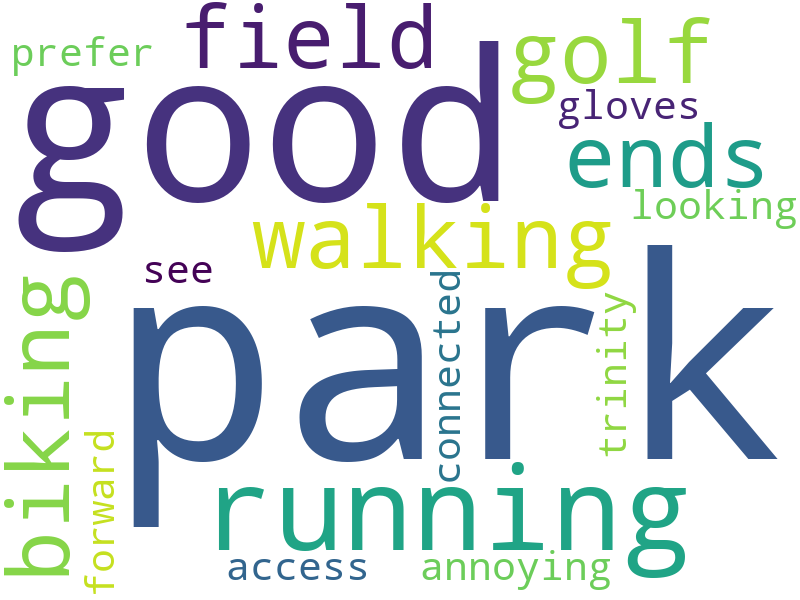 prefer
field
good
golf
gloves
ends
looking
walking
see
park
biking
connected
trinity
forward
running
access
annoying